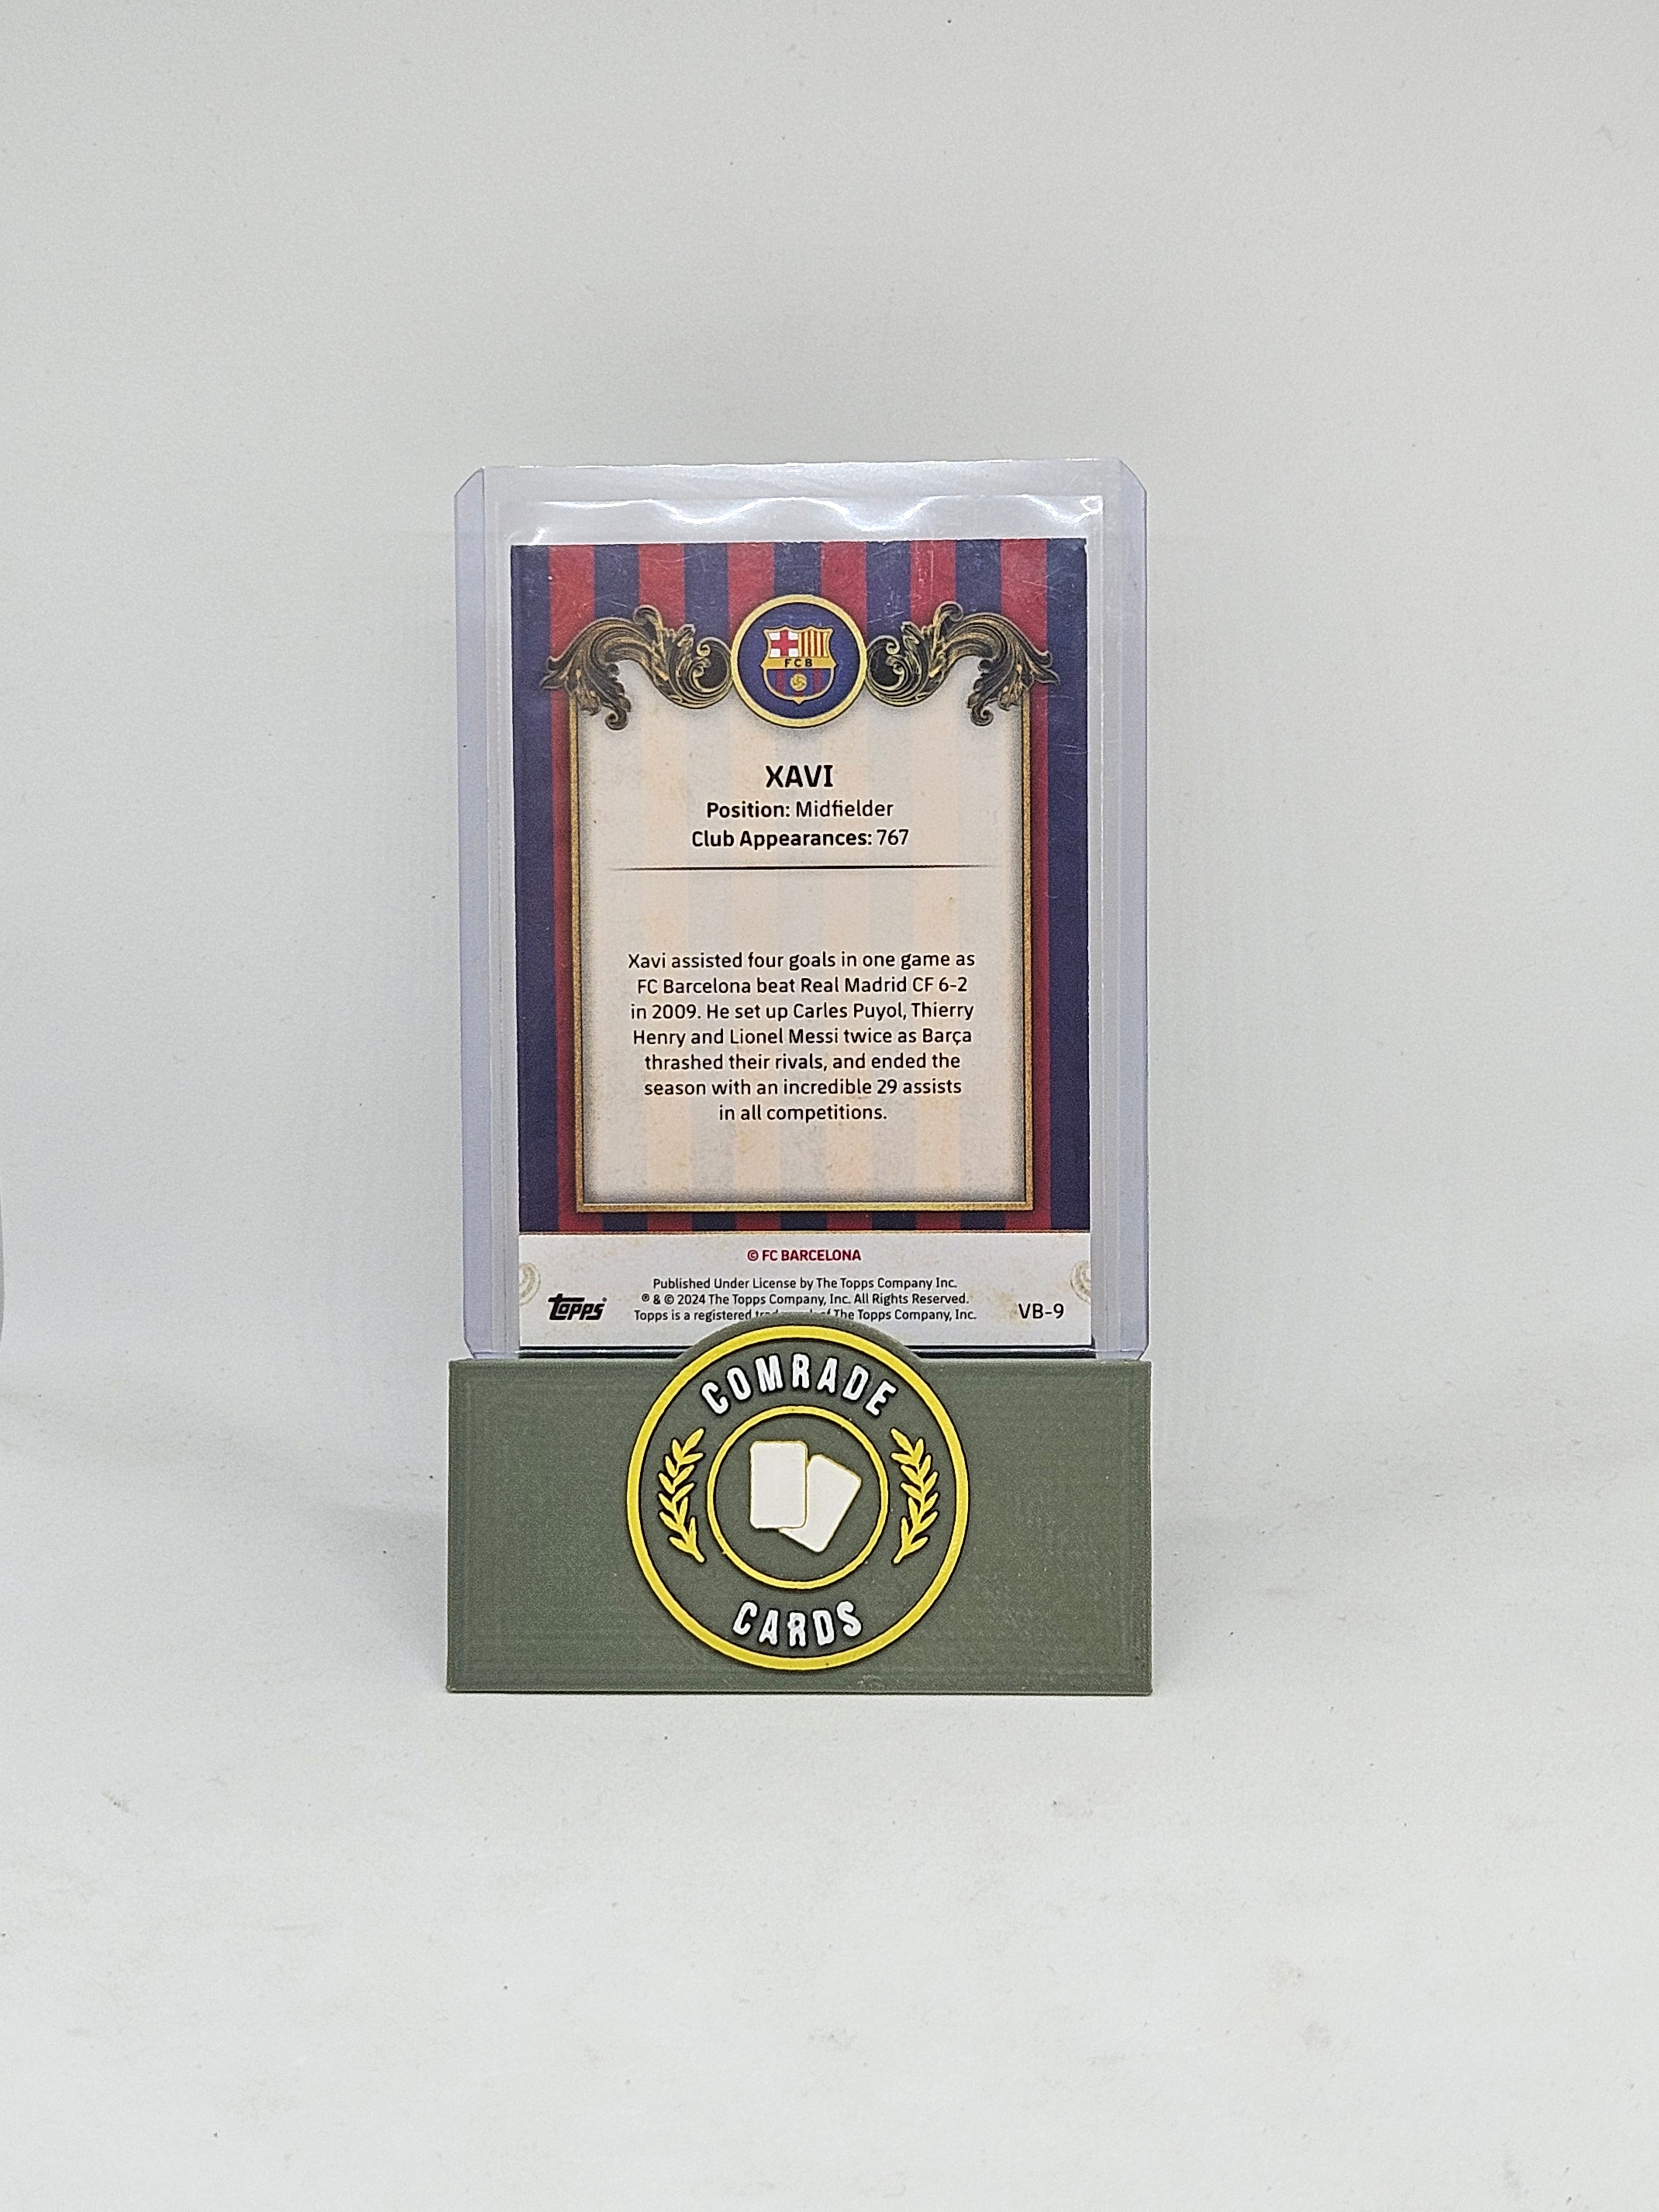 FCB
XAVI
Position: Midfielder
Club Appearances: 767
Xavi assisted four goals in one game as
FC Barcelona beat Real Madrid CF 6-2
in 2009. He set up Carles Puyol, Thierry
Henry and Lionel Messi twice as Barça
thrashed their rivals, and ended the
season with an incredible 29 assists
in all competitions.
© FC BARCELONA
Published Under License by The Topps Company Inc.
® & © 2024 The Topps Company, Inc. All Rights Reserved.
Topps is a registered of The Topps Company, Inc.
Topps®
VB-9
COMRADE
CARDS